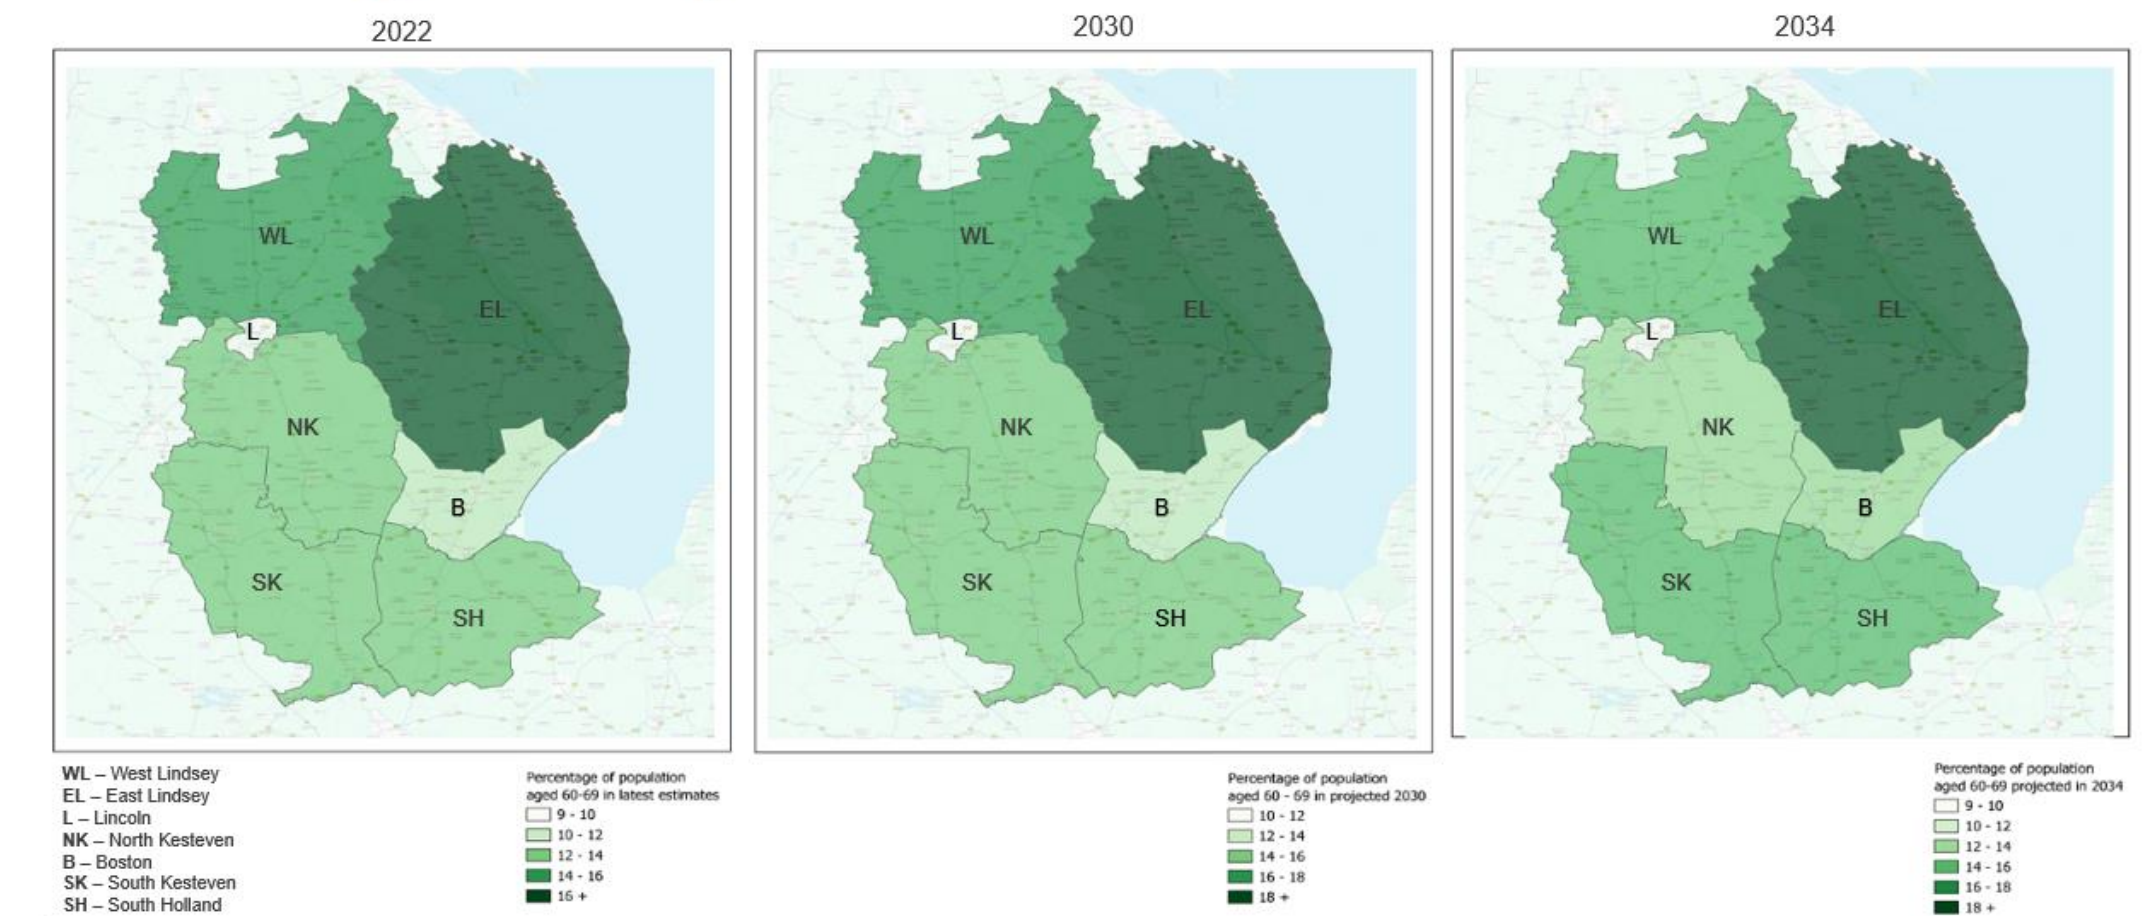 2022
2030
2034
WL
EL
L
NK
B
SK
SH
WL
EL
L
NK
B
SK
SH
WL
EL
L
NK
B
SK
SH
WL – West Lindsey
EL – East Lindsey
L – Lincoln
NK – North Kesteven
B – Boston
SK – South Kesteven
SH – South Holland
Percentage of population
aged 60-69 in latest estimates
9 - 10
10 - 12
12 - 14
14 - 16
16 +
Percentage of population
aged 60 - 69 in projected 2030
10 - 12
12 - 14
14 - 16
16 - 18
18 +
Percentage of population
aged 60-69 projected in 2034
9 - 10
10 - 12
12 - 14
14 - 16
16 - 18
18 +